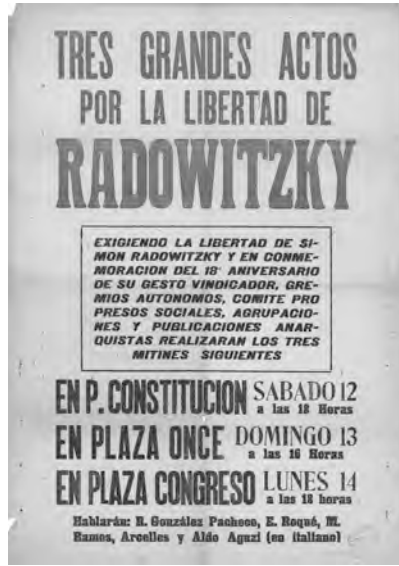 TRES GRANDES ACTOS
POR LA LIBERTAD DE
RADOWITZKY
EXIGIENDO LA LIBERTAD DE SI-
MON RADOWITZKY Y EN CONME-
MORACION DEL 18º ANIVERSARIO
DE SU GESTO VINDICADOR, GRE-
MIOS AUTONOMOS, COMITE PRO
PRESOS SOCIALES, AGRUPACIO-
NES Y PUBLICACIONES ANAR-
QUISTAS REALIZARAN LOS TRES
MITINES SIGUIENTES
EN P. CONSTITUCION SABADO 12
a las 18 Horas
EN PLAZA ONCE DOMINGO 13
a las 16 Horas
EN PLAZA CONGRESO LUNES 14
a las 18 horas
Hablarán: R. González Pacheco, E. Roqué, M.
Ramos, Arcelles y Aldo Aguzi (en italiano)